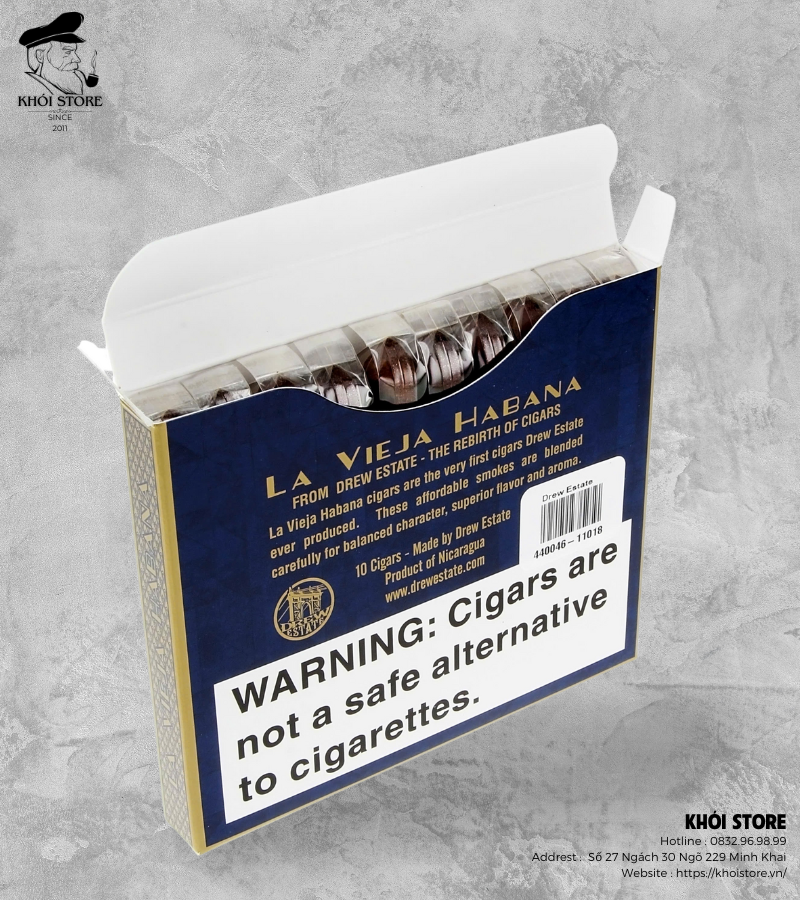 KHÓI STORE
SINCE
2011
LA VIEJA HABANA
FROM DREW ESTATE - THE REBIRTH OF CIGARS
La Vieja Habana cigars are the very first cigars Drew Estate
ever produced. These affordable smokes are blended
carefully for balanced character, superior flavor and aroma.
10 Cigars - Made by Drew Estate
Product of Nicaragua
www.drewestate.com
DREW
ESTATE
Drew Estate
440046-11018
WARNING: Cigars are
not a safe alternative
to cigarettes.
KHÓI STORE
Hotline : 0832.96.98.99
Addrest : Số 27 Ngách 30 Ngõ 229 Minh Khai
Website : https://khoistore.vn/